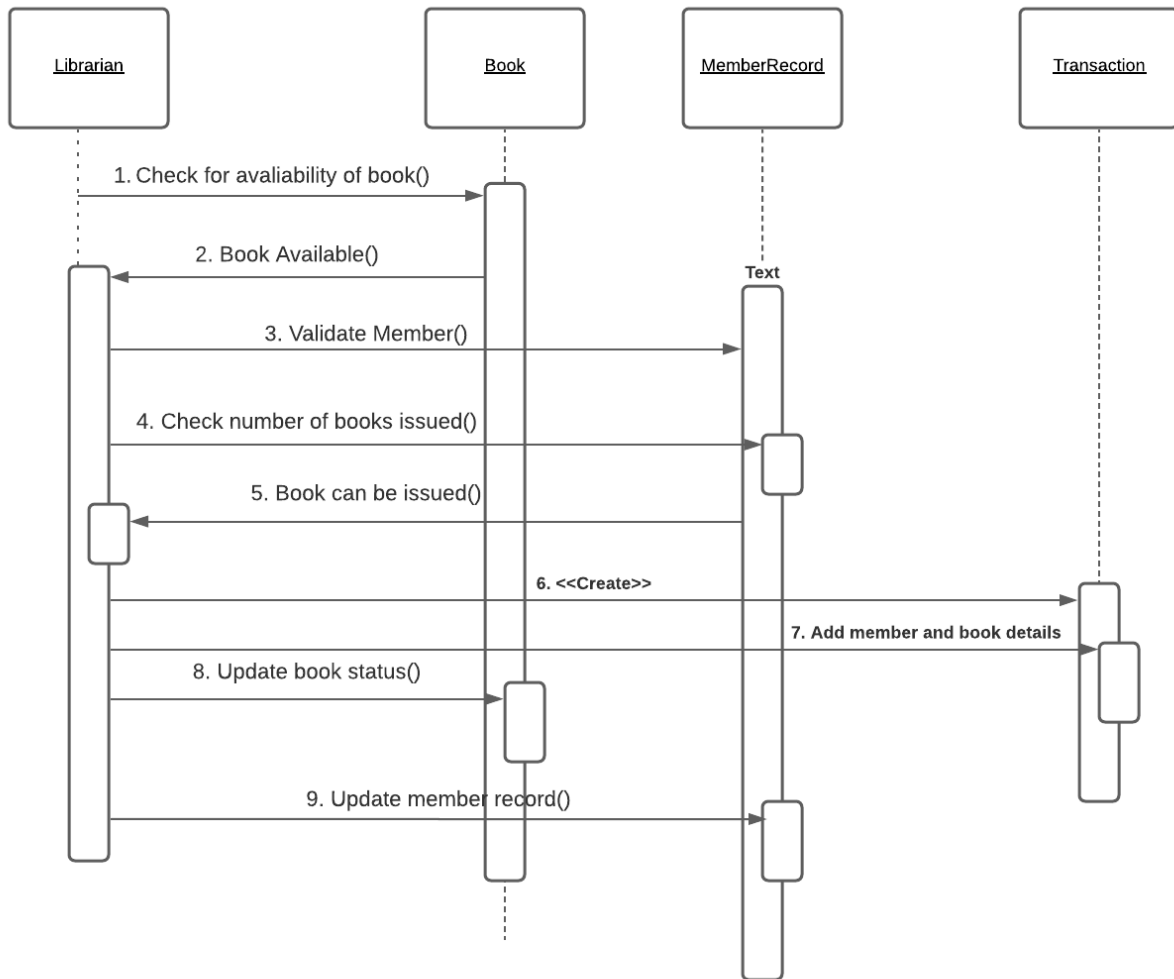 Librarian
Book
MemberRecord
Transaction
1. Check for avaliability of book()
2. Book Available()
Text
3. Validate Member()
4. Check number of books issued()
5. Book can be issued()
6. <<Create>>
7. Add member and book details
8. Update book status()
9. Update member record()